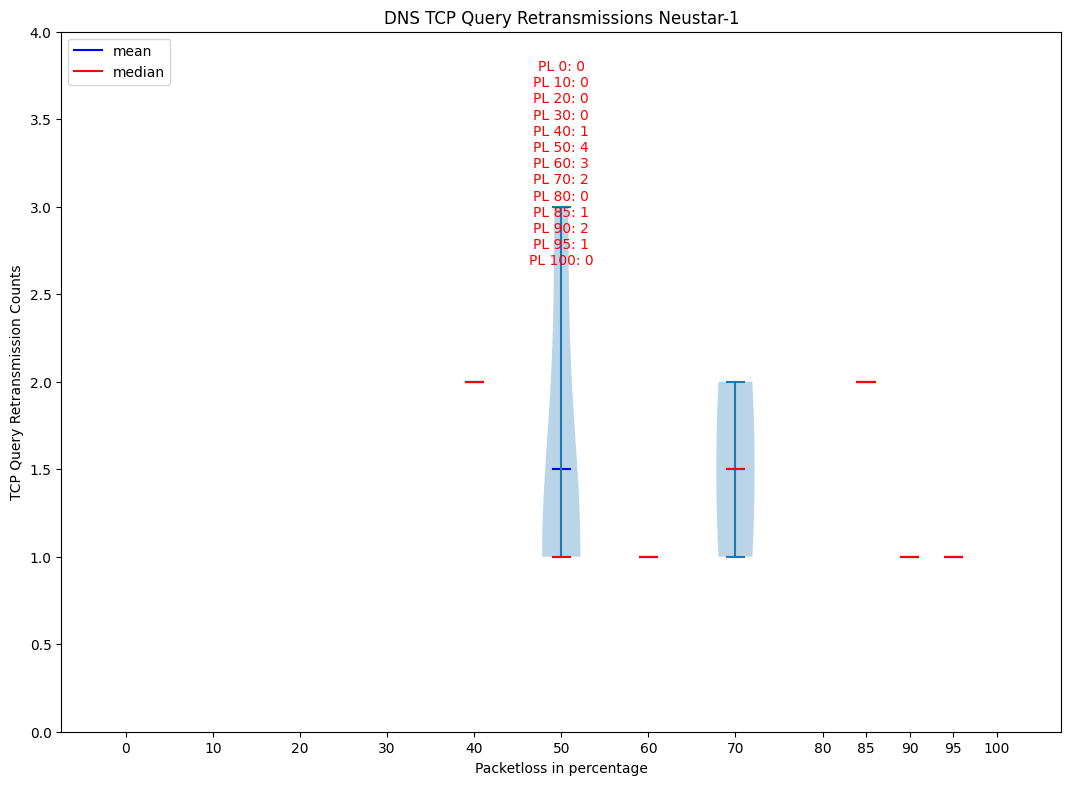 DNS TCP Query Retransmissions Neustar-1
mean
median
PL 0: 0
PL 10: 0
PL 20: 0
PL 30: 0
PL 40: 1
PL 50: 4
PL 60: 3
PL 70: 2
PL 80: 0
PL 85: 1
PL 90: 2
PL 95: 1
PL 100: 0
TCP Query Retransmission Counts
4.0
3.5
3.0
2.5
2.0
1.5
1.0
0.5
0.0
0 10 20 30 40 50 60 70 80 85 90 95 100
Packetloss in percentage